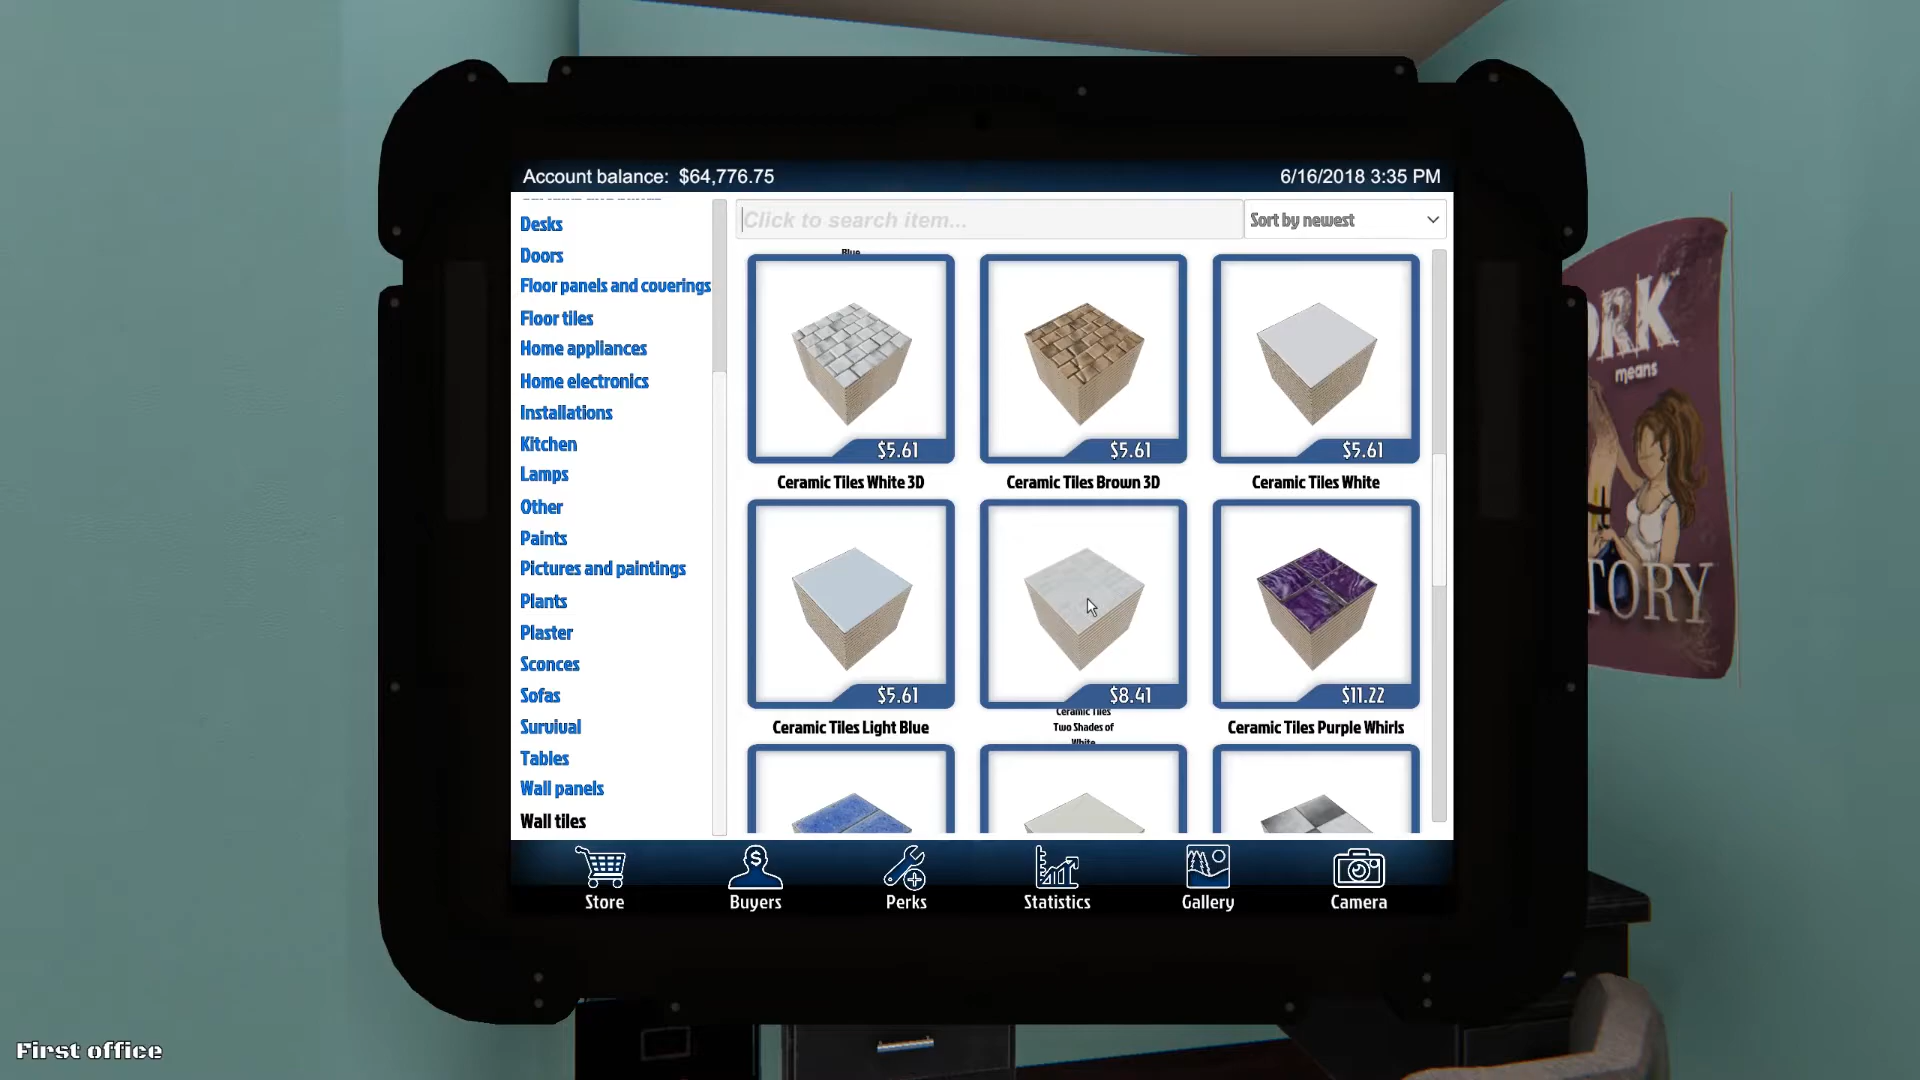 Account balance: $64,776.75
6/16/2018 3:35 PM
Desks
Doors
Floor panels and coverings
Floor tiles
Home appliances
Home electronics
Installations
Kitchen
Lamps
Other
Paints
Pictures and paintings
Plants
Plaster
Sconces
Sofas
Survival
Tables
Wall panels
Wall tiles
Click to search item...
Sort by newest
Blue
$5.61
$5.61
$5.61
Ceramic Tiles White 3D
Ceramic Tiles Brown 3D
Ceramic Tiles White
$5.61
$8.41
$11.22
Ceramic Tiles Light Blue
Ceramic Tiles
Two Shades of
White
Ceramic Tiles Purple Whirls
Store
Buyers
Perks
Statistics
Gallery
Camera
ORK
means
TORY
First office